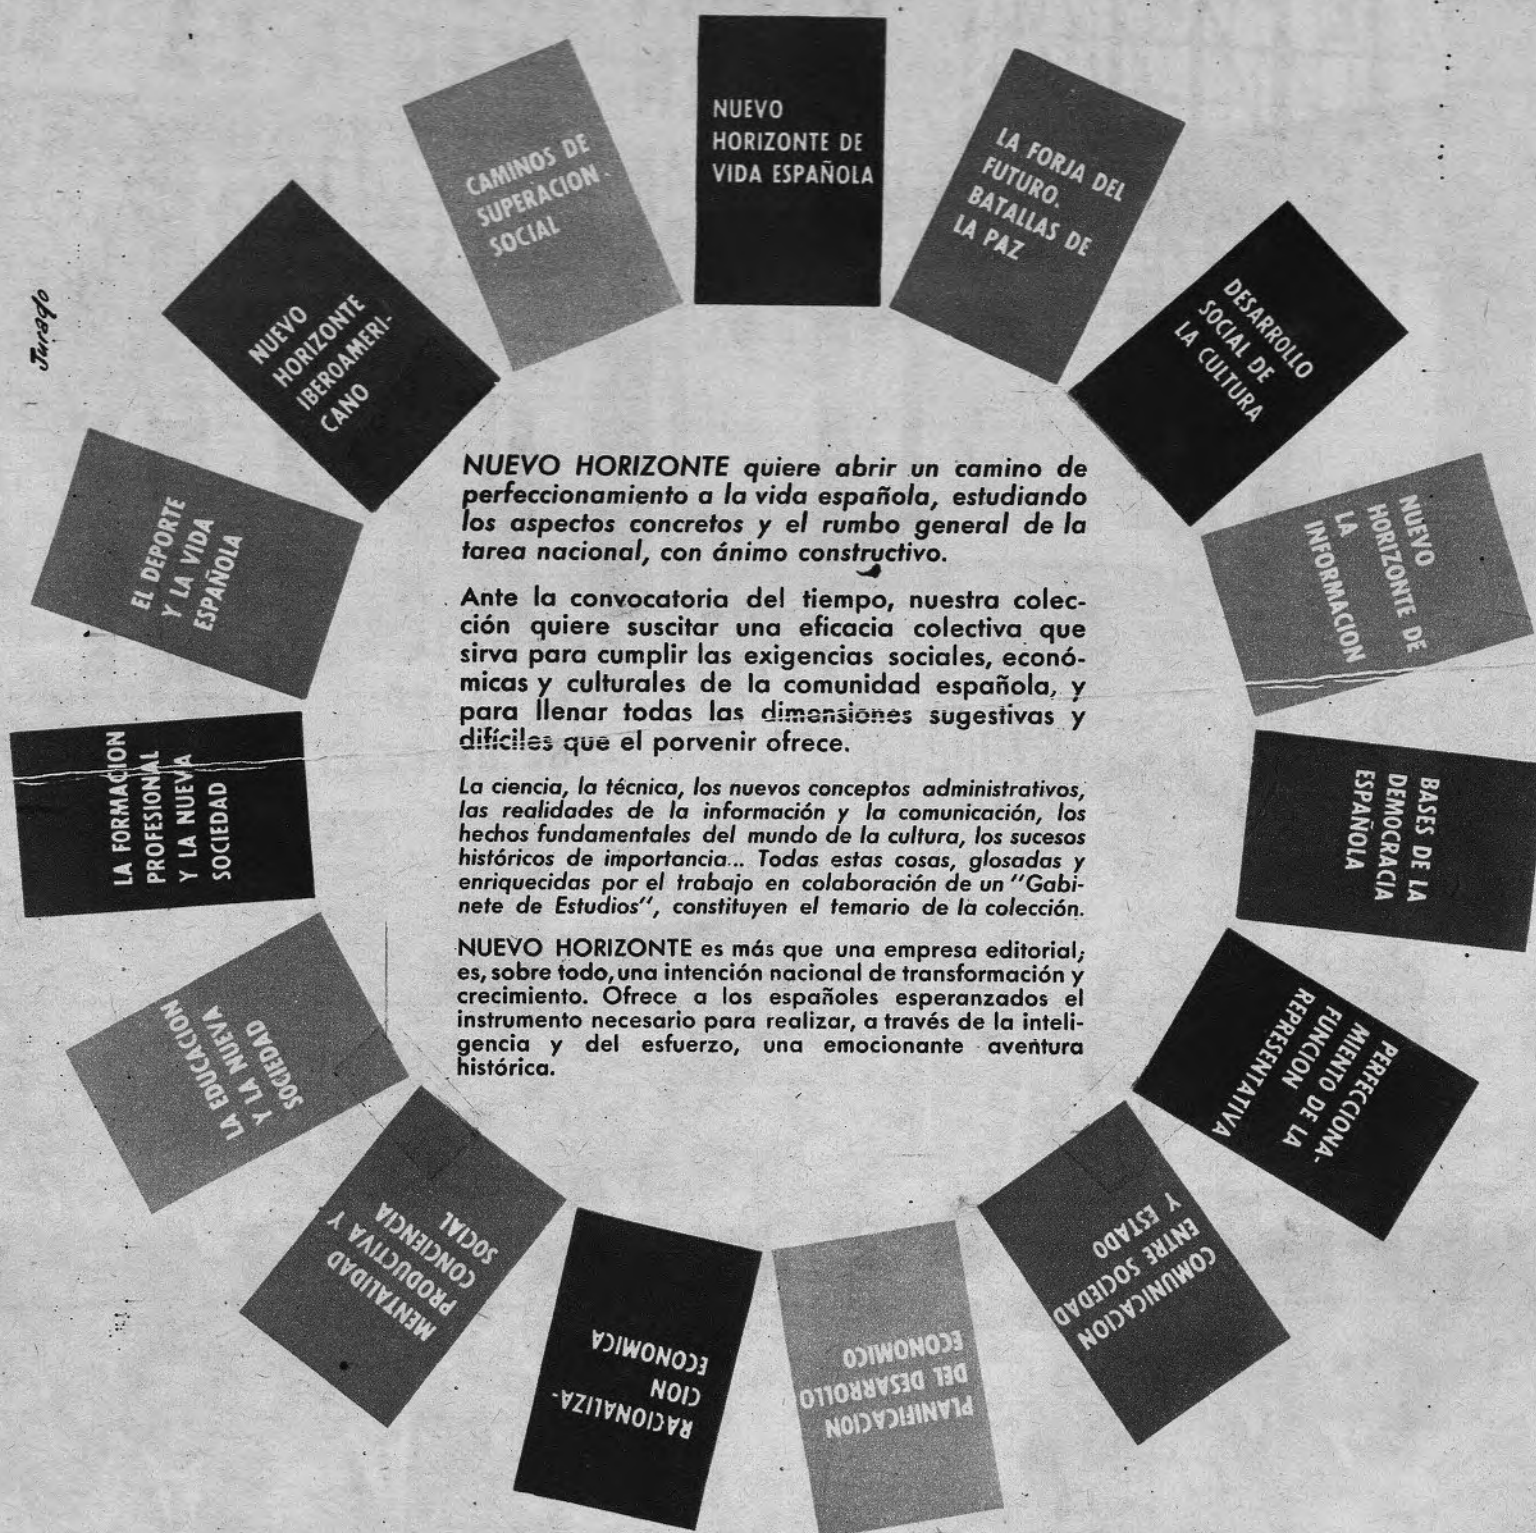 NUEVO
HORIZONTE DE
VIDA ESPAÑOLA
LA FORJA DEL
FUTURO.
BATALLAS DE
LA PAZ
DESARROLLO
SOCIAL DE
LA CULTURA
NUEVO
HORIZONTE DE
LA
INFORMACION
BASES DE LA
DEMOCRACIA
ESPAÑOLA
PERFECCIONA-
MIENTO DE LA
FUNCION
REPRESENTATIVA
COMUNICACION
ENTRE SOCIEDAD
Y ESTADO
PLANIFICACION
DEL DESARROLLO
ECONOMICO
RACIONALIZA-
CION
ECONOMICA
MENTALIDAD
PRODUCTIVA Y
CONCIENCIA
SOCIAL
LA EDUCACION
Y LA NUEVA
SOCIEDAD
LA FORMACION
PROFESIONAL
Y LA NUEVA
SOCIEDAD
EL DEPORTE
Y LA VIDA
ESPAÑOLA
NUEVO
HORIZONTE
IBEROAMERI-
CANO
CAMINOS DE
SUPERACION
SOCIAL
Jurado
NUEVO HORIZONTE quiere abrir un camino de
perfeccionamiento a la vida española, estudiando
los aspectos concretos y el rumbo general de la
tarea nacional, con ánimo constructivo.
Ante la convocatoria del tiempo, nuestra colec-
ción quiere suscitar una eficacia colectiva que
sirva para cumplir las exigencias sociales, econó-
micas y culturales de la comunidad española, y
para llenar todas las dimensiones sugestivas y
difíciles que el porvenir ofrece.
La ciencia, la técnica, los nuevos conceptos administrativos,
las realidades de la información y la comunicación, los
hechos fundamentales del mundo de la cultura, los sucesos
históricos de importancia... Todas estas cosas, glosadas y
enriquecidas por el trabajo en colaboración de un "Gabi-
nete de Estudios", constituyen el temario de la colección.
NUEVO HORIZONTE es más que una empresa editorial;
es, sobre todo, una intención nacional de transformación y
crecimiento. Ofrece a los españoles esperanzados el
instrumento necesario para realizar, a través de la inteli-
gencia y del esfuerzo, una emocionante aventura
histórica.